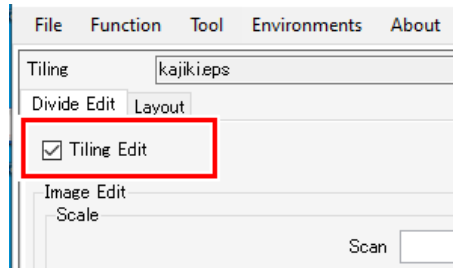 File Function Tool Environments About
Tiling kajiki.eps
Divide Edit Layout
Tiling Edit
Image Edit
Scale
Scan